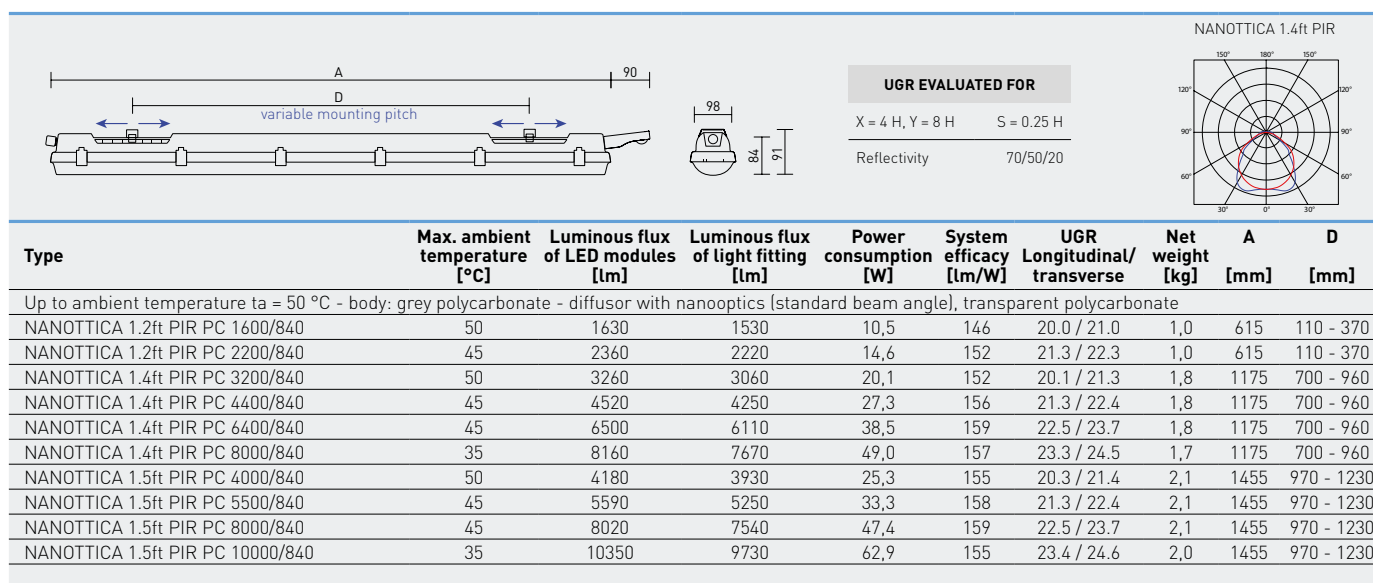 NANOTTICA 1.4ft PIR
150° 180° 150°
120° 120°
90° 90°
60° 60°
30° 0° 30°
A 90
D
variable mounting pitch
98
84
91
UGR EVALUATED FOR
X = 4 H, Y = 8 H S = 0.25 H
Reflectivity 70/50/20
Type Max. ambient temperature [°C] Luminous flux of LED modules [lm] Luminous flux of light fitting [lm] Power consumption [W] System efficacy [lm/W] UGR Longitudinal/ transverse Net weight [kg] A [mm] D [mm]
Up to ambient temperature ta = 50 °C - body: grey polycarbonate - diffusor with nanooptics (standard beam angle), transparent polycarbonate
NANOTTICA 1.2ft PIR PC 1600/840 50 1630 1530 10,5 146 20.0 / 21.0 1,0 615 110 - 370
NANOTTICA 1.2ft PIR PC 2200/840 45 2360 2220 14,6 152 21.3 / 22.3 1,0 615 110 - 370
NANOTTICA 1.4ft PIR PC 3200/840 50 3260 3060 20,1 152 20.1 / 21.3 1,8 1175 700 - 960
NANOTTICA 1.4ft PIR PC 4400/840 45 4520 4250 27,3 156 21.3 / 22.4 1,8 1175 700 - 960
NANOTTICA 1.4ft PIR PC 6400/840 45 6500 6110 38,5 159 22.5 / 23.7 1,8 1175 700 - 960
NANOTTICA 1.4ft PIR PC 8000/840 35 8160 7670 49,0 157 23.3 / 24.5 1,7 1175 700 - 960
NANOTTICA 1.5ft PIR PC 4000/840 50 4180 3930 25,3 155 20.3 / 21.4 2,1 1455 970 - 1230
NANOTTICA 1.5ft PIR PC 5500/840 45 5590 5250 33,3 158 21.3 / 22.4 2,1 1455 970 - 1230
NANOTTICA 1.5ft PIR PC 8000/840 45 8020 7540 47,4 159 22.5 / 23.7 2,1 1455 970 - 1230
NANOTTICA 1.5ft PIR PC 10000/840 35 10350 9730 62,9 155 23.4 / 24.6 2,0 1455 970 - 1230